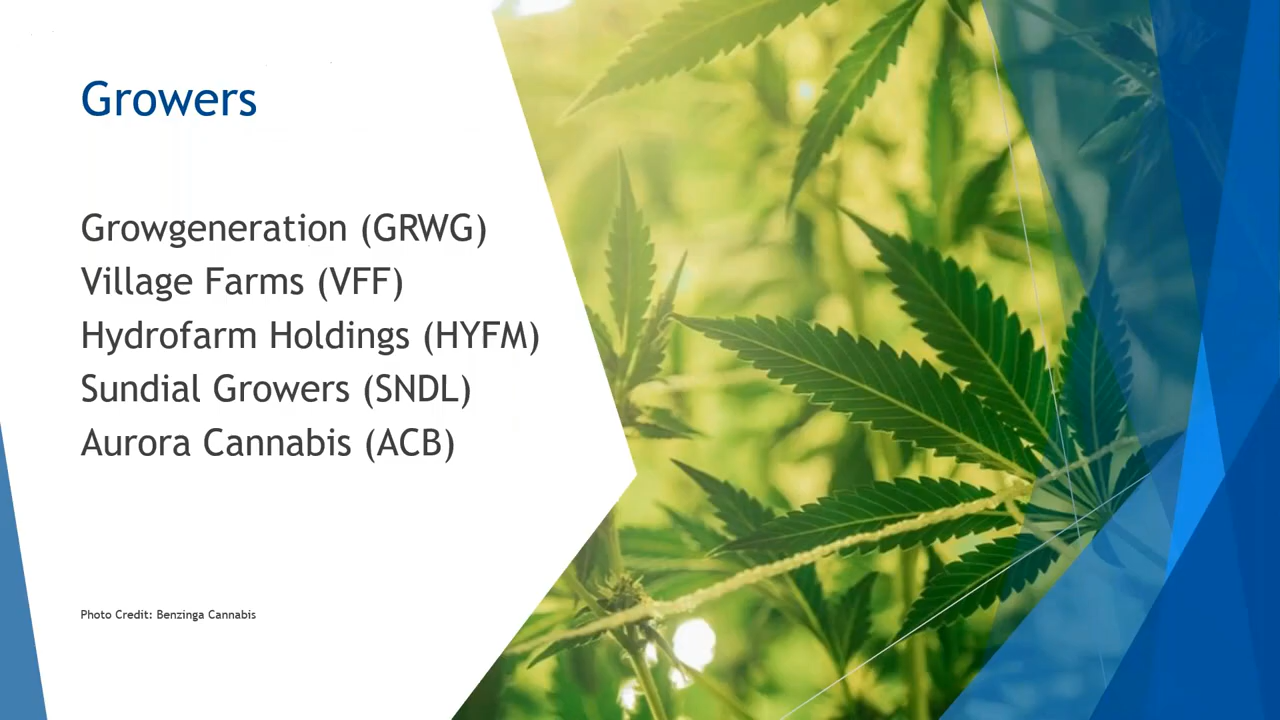 Growers
Growgeneration (GRWG)
Village Farms (VFF)
Hydrofarm Holdings (HYFM)
Sundial Growers (SNDL)
Aurora Cannabis (ACB)
Photo Credit: Benzinga Cannabis